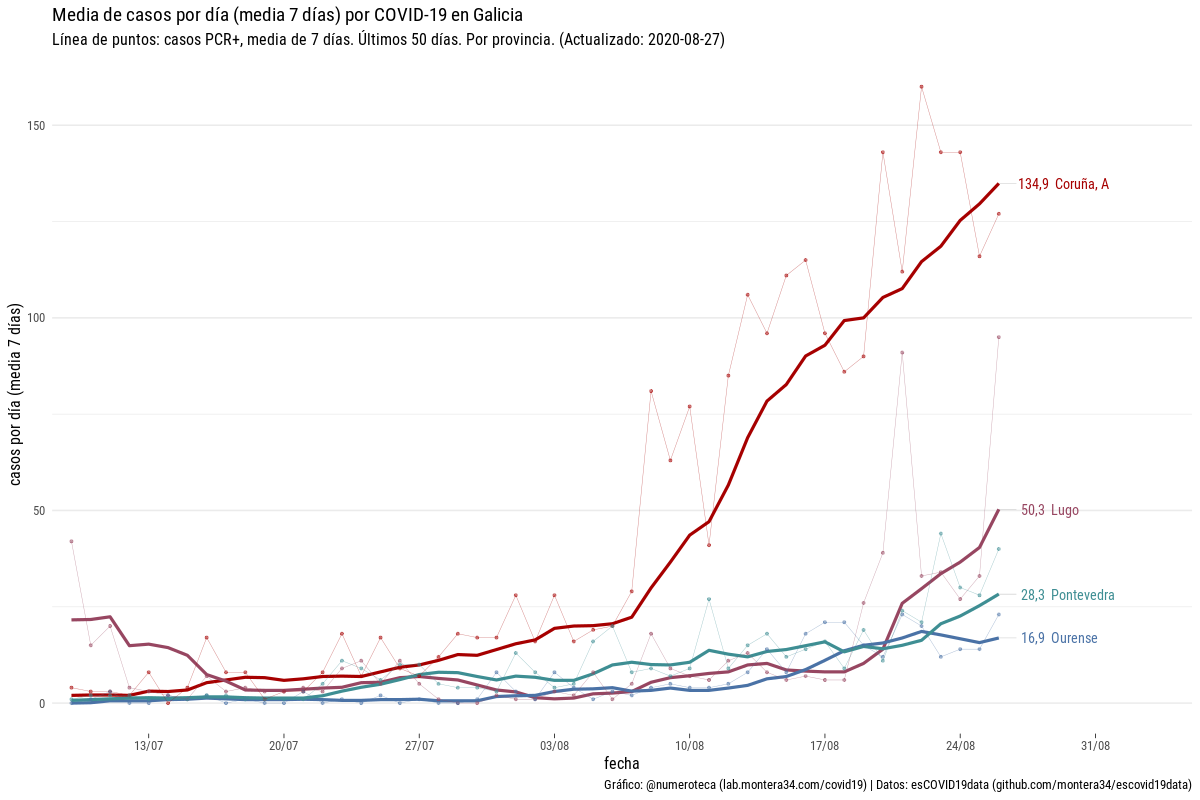 Media de casos por día (media 7 días) por COVID-19 en Galicia
Línea de puntos: casos PCR+, media de 7 días. Últimos 50 días. Por provincia. (Actualizado: 2020-08-27)
casos por día (media 7 días)
150
100
50
0
134,9 Coruña, A
50,3 Lugo
28,3 Pontevedra
16,9 Ourense
13/07
20/07
27/07
03/08
10/08
17/08
24/08
31/08
fecha
Gráfico: @numeroteca (lab.montera34.com/covid19) | Datos: esCOVID19data (github.com/montera34/escovid19data)